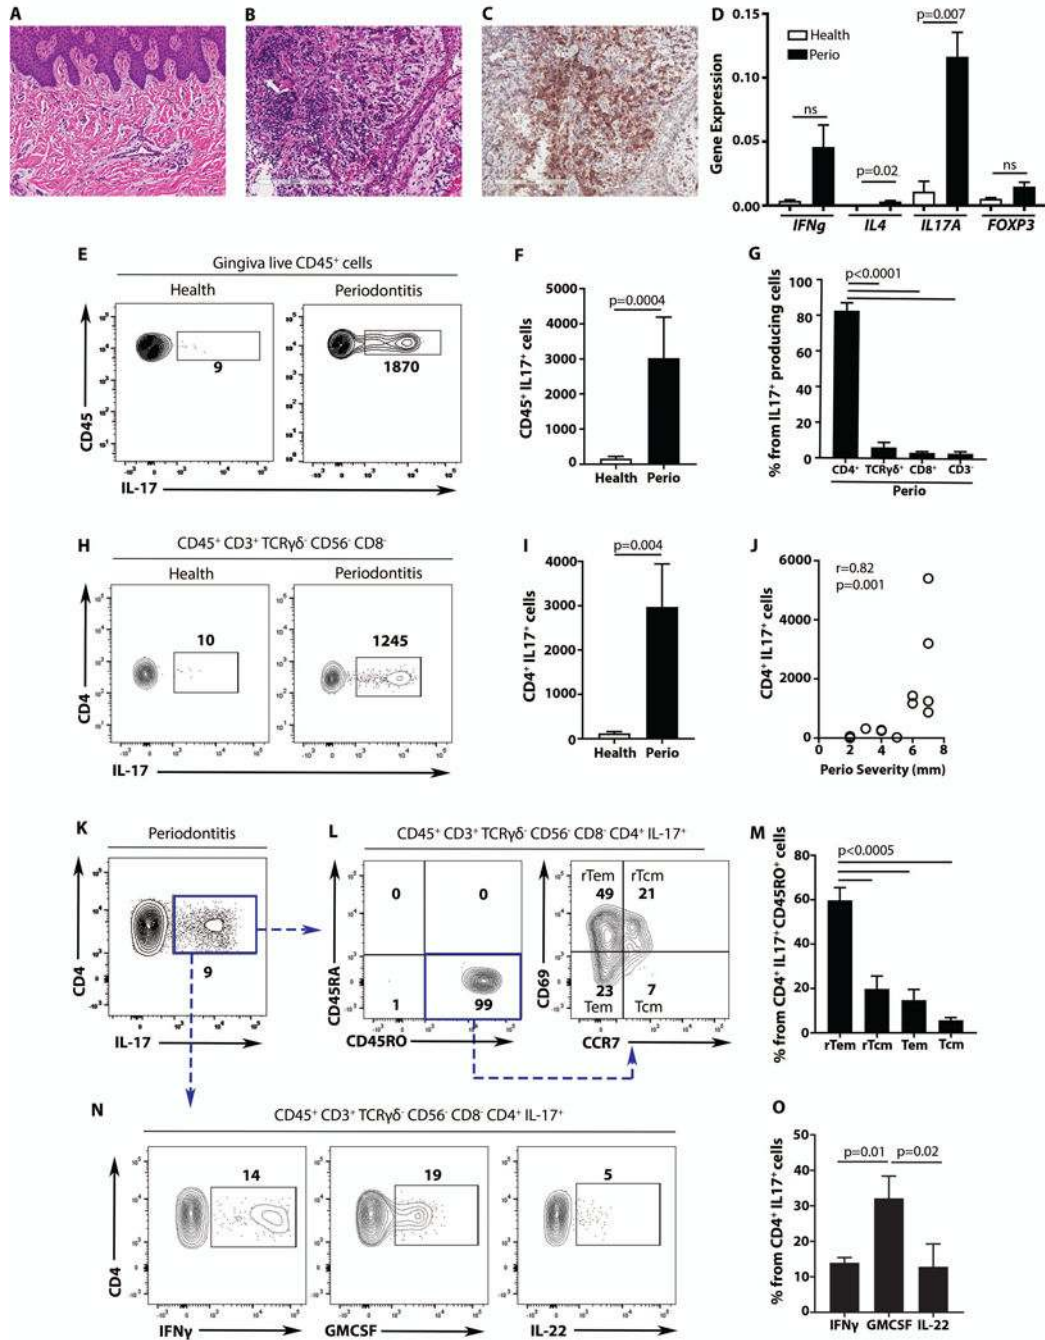 A
B
C
D
p=0.007
Health
Perio
ns
p=0.02
ns
Gene Expression
0.15
0.10
0.05
0.00
IFNg IL4 IL17A FOXP3
E
Gingiva live CD45⁺ cells
Health Periodontitis
9
1870
CD45
IL-17
F
p=0.0004
CD45⁺ IL17⁺ cells
5000
4000
3000
2000
1000
0
Health Perio
G
p<0.0001
% from IL17⁺ producing cells
100
80
60
40
20
0
CD4⁺ TCRγδ⁺ CD8⁺ CD3⁻
Perio
H
CD45⁺ CD3⁺ TCRγδ⁻ CD56⁻ CD8⁻
Health Periodontitis
10
1245
CD4
IL-17
I
p=0.004
CD4⁺ IL17⁺ cells
4000
3000
2000
1000
0
Health Perio
J
r=0.82
p=0.001
CD4⁺ IL17⁺ cells
6000
4000
2000
0
0 2 4 6 8
Perio Severity (mm)
K
Periodontitis
9
CD4
IL-17
L
CD45⁺ CD3⁺ TCRγδ⁻ CD56⁻ CD8⁻ CD4⁺ IL-17⁺
0 0
1 99
CD45RA
CD45RO
rTem rTcm
49 21
23 7
Tem Tcm
CD69
CCR7
M
p<0.0005
% from CD4⁺ IL17⁺ CD45RO⁺ cells
80
60
40
20
0
rTem rTcm Tem Tcm
N
CD45⁺ CD3⁺ TCRγδ⁻ CD56⁻ CD8⁻ CD4⁺ IL-17⁺
14
19
5
CD4
IFNγ GMCSF IL-22
O
p=0.01 p=0.02
% from CD4⁺ IL17⁺ cells
50
40
30
20
10
0
IFNγ GMCSF IL-22